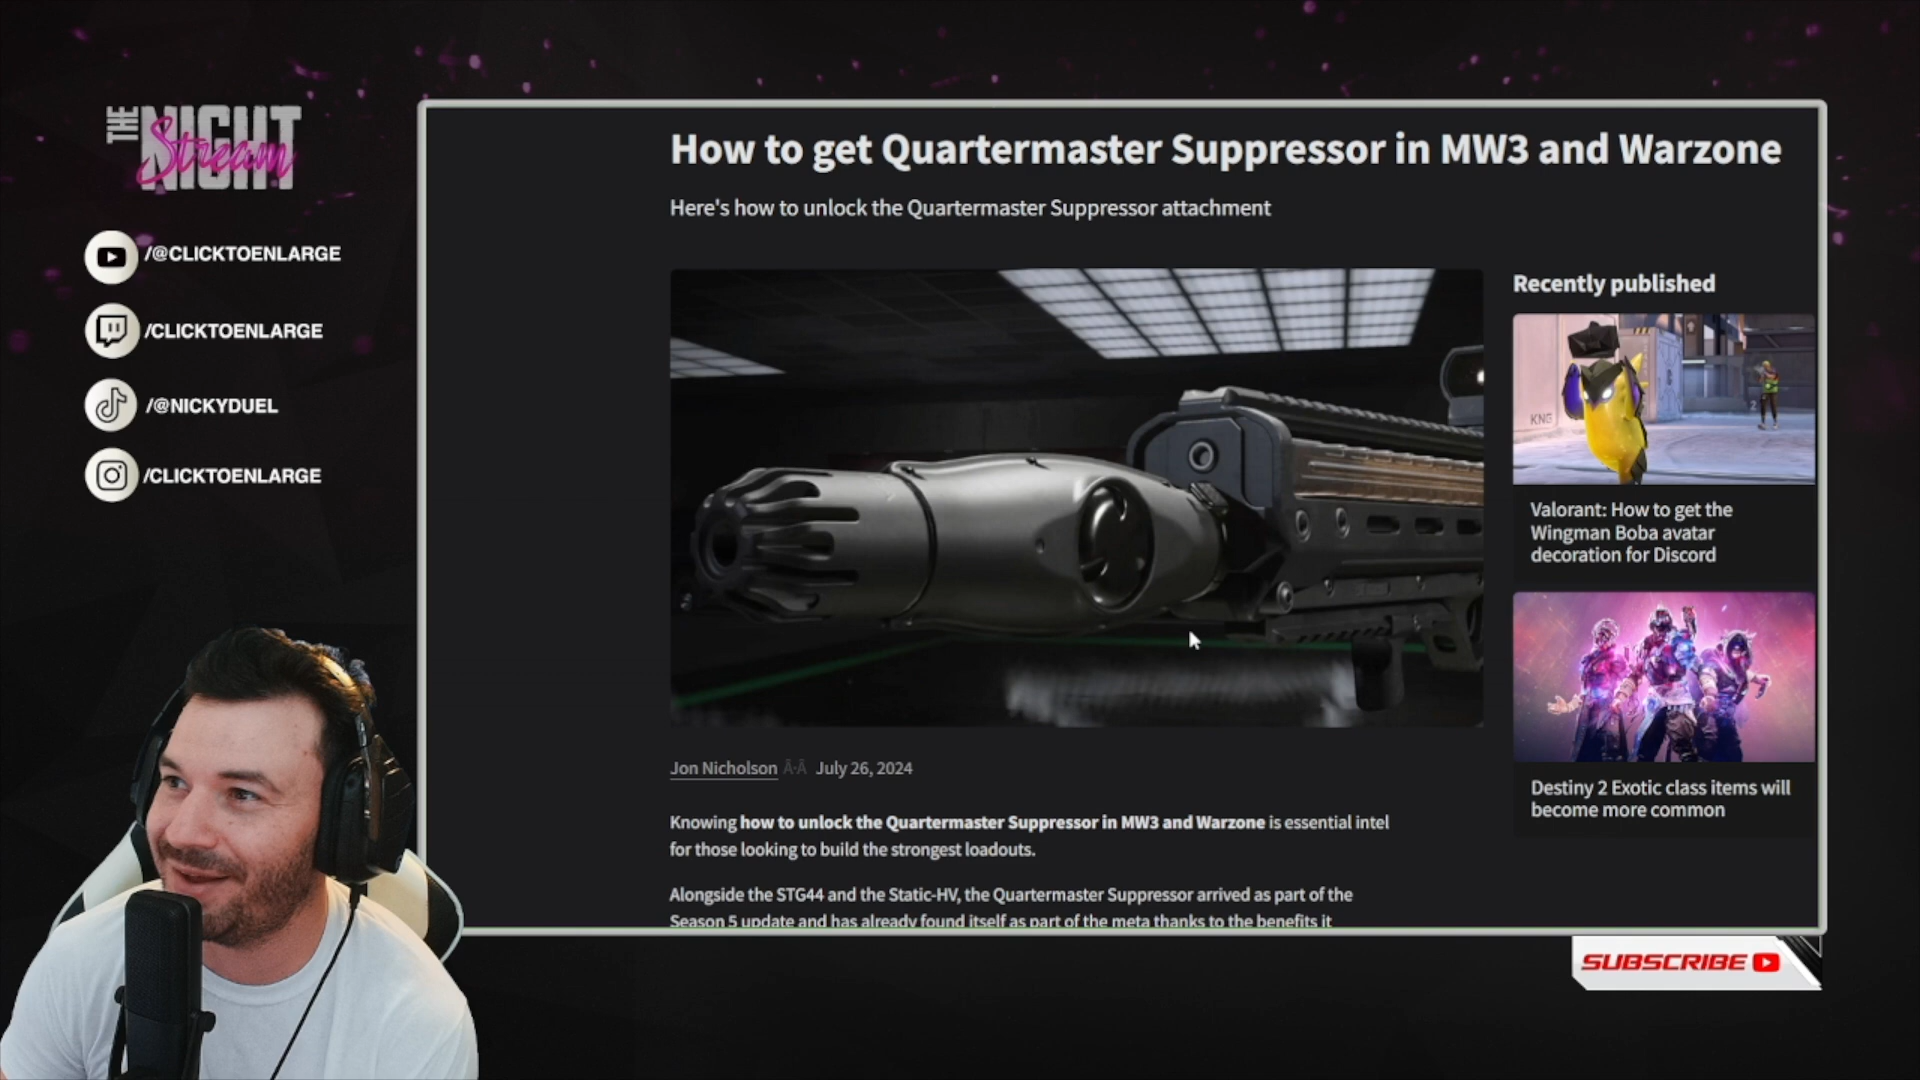 THE NIGHT
Stream
/@CLICKTOENLARGE
/CLICKTOENLARGE
/@NICKYDUEL
/CLICKTOENLARGE
How to get Quartermaster Suppressor in MW3 and Warzone
Here's how to unlock the Quartermaster Suppressor attachment
Jon Nicholson Â·Â July 26, 2024
Knowing how to unlock the Quartermaster Suppressor in MW3 and Warzone is essential intel
for those looking to build the strongest loadouts.
Alongside the STG44 and the Static-HV, the Quartermaster Suppressor arrived as part of the
Season 5 update and has already found itself as part of the meta thanks to the benefits it
Recently published
KNG
Valorant: How to get the
Wingman Boba avatar
decoration for Discord
Destiny 2 Exotic class items will
become more common
SUBSCRIBE